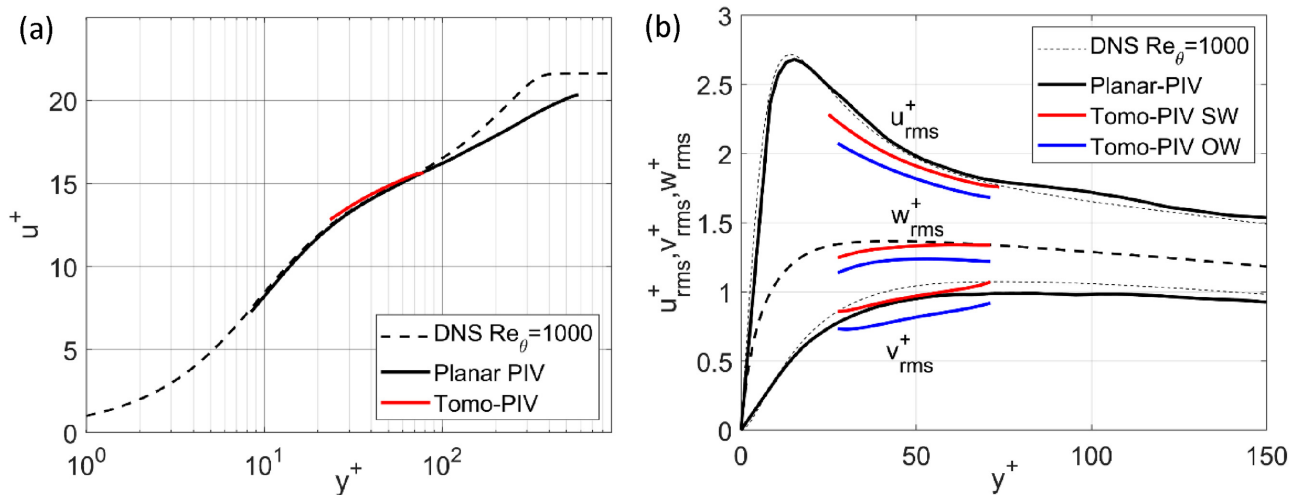 (a)
u+
20
15
10
5
0
10^0
10^1
10^2
y+
DNS Reθ=1000
Planar PIV
Tomo-PIV
(b)
u+rms,v+rms,w+rms
3
2.5
2
1.5
1
0.5
0
0
50
100
150
y+
DNS Reθ=1000
Planar-PIV
Tomo-PIV SW
Tomo-PIV OW
u+rms
w+rms
v+rms